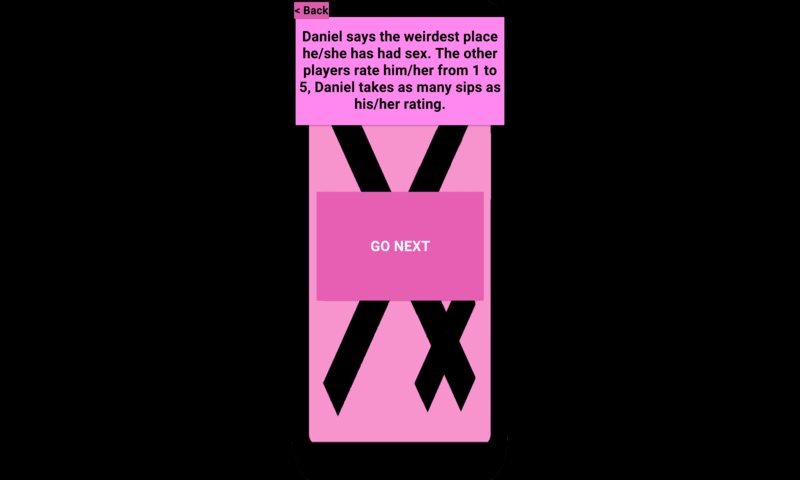 < Back
Daniel says the weirdest place
he/she has had sex. The other
players rate him/her from 1 to
5, Daniel takes as many sips as
his/her rating.
GO NEXT